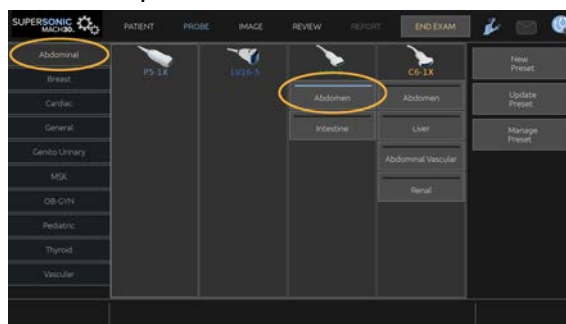 SUPERSONIC
MACH30.
PATIENT
PROBE
IMAGE
REVIEW
REPORT
END EXAM
Abdominal
Breast
Cardiac
General
Genito Urinary
MSK
OB-GYN
Pediatric
Thyroid
Vascular
P5-1X
LV16-5
Abdomen
Intestine
C6-1X
Abdomen
Liver
Abdominal Vascular
Renal
New
Preset
Update
Preset
Manage
Preset